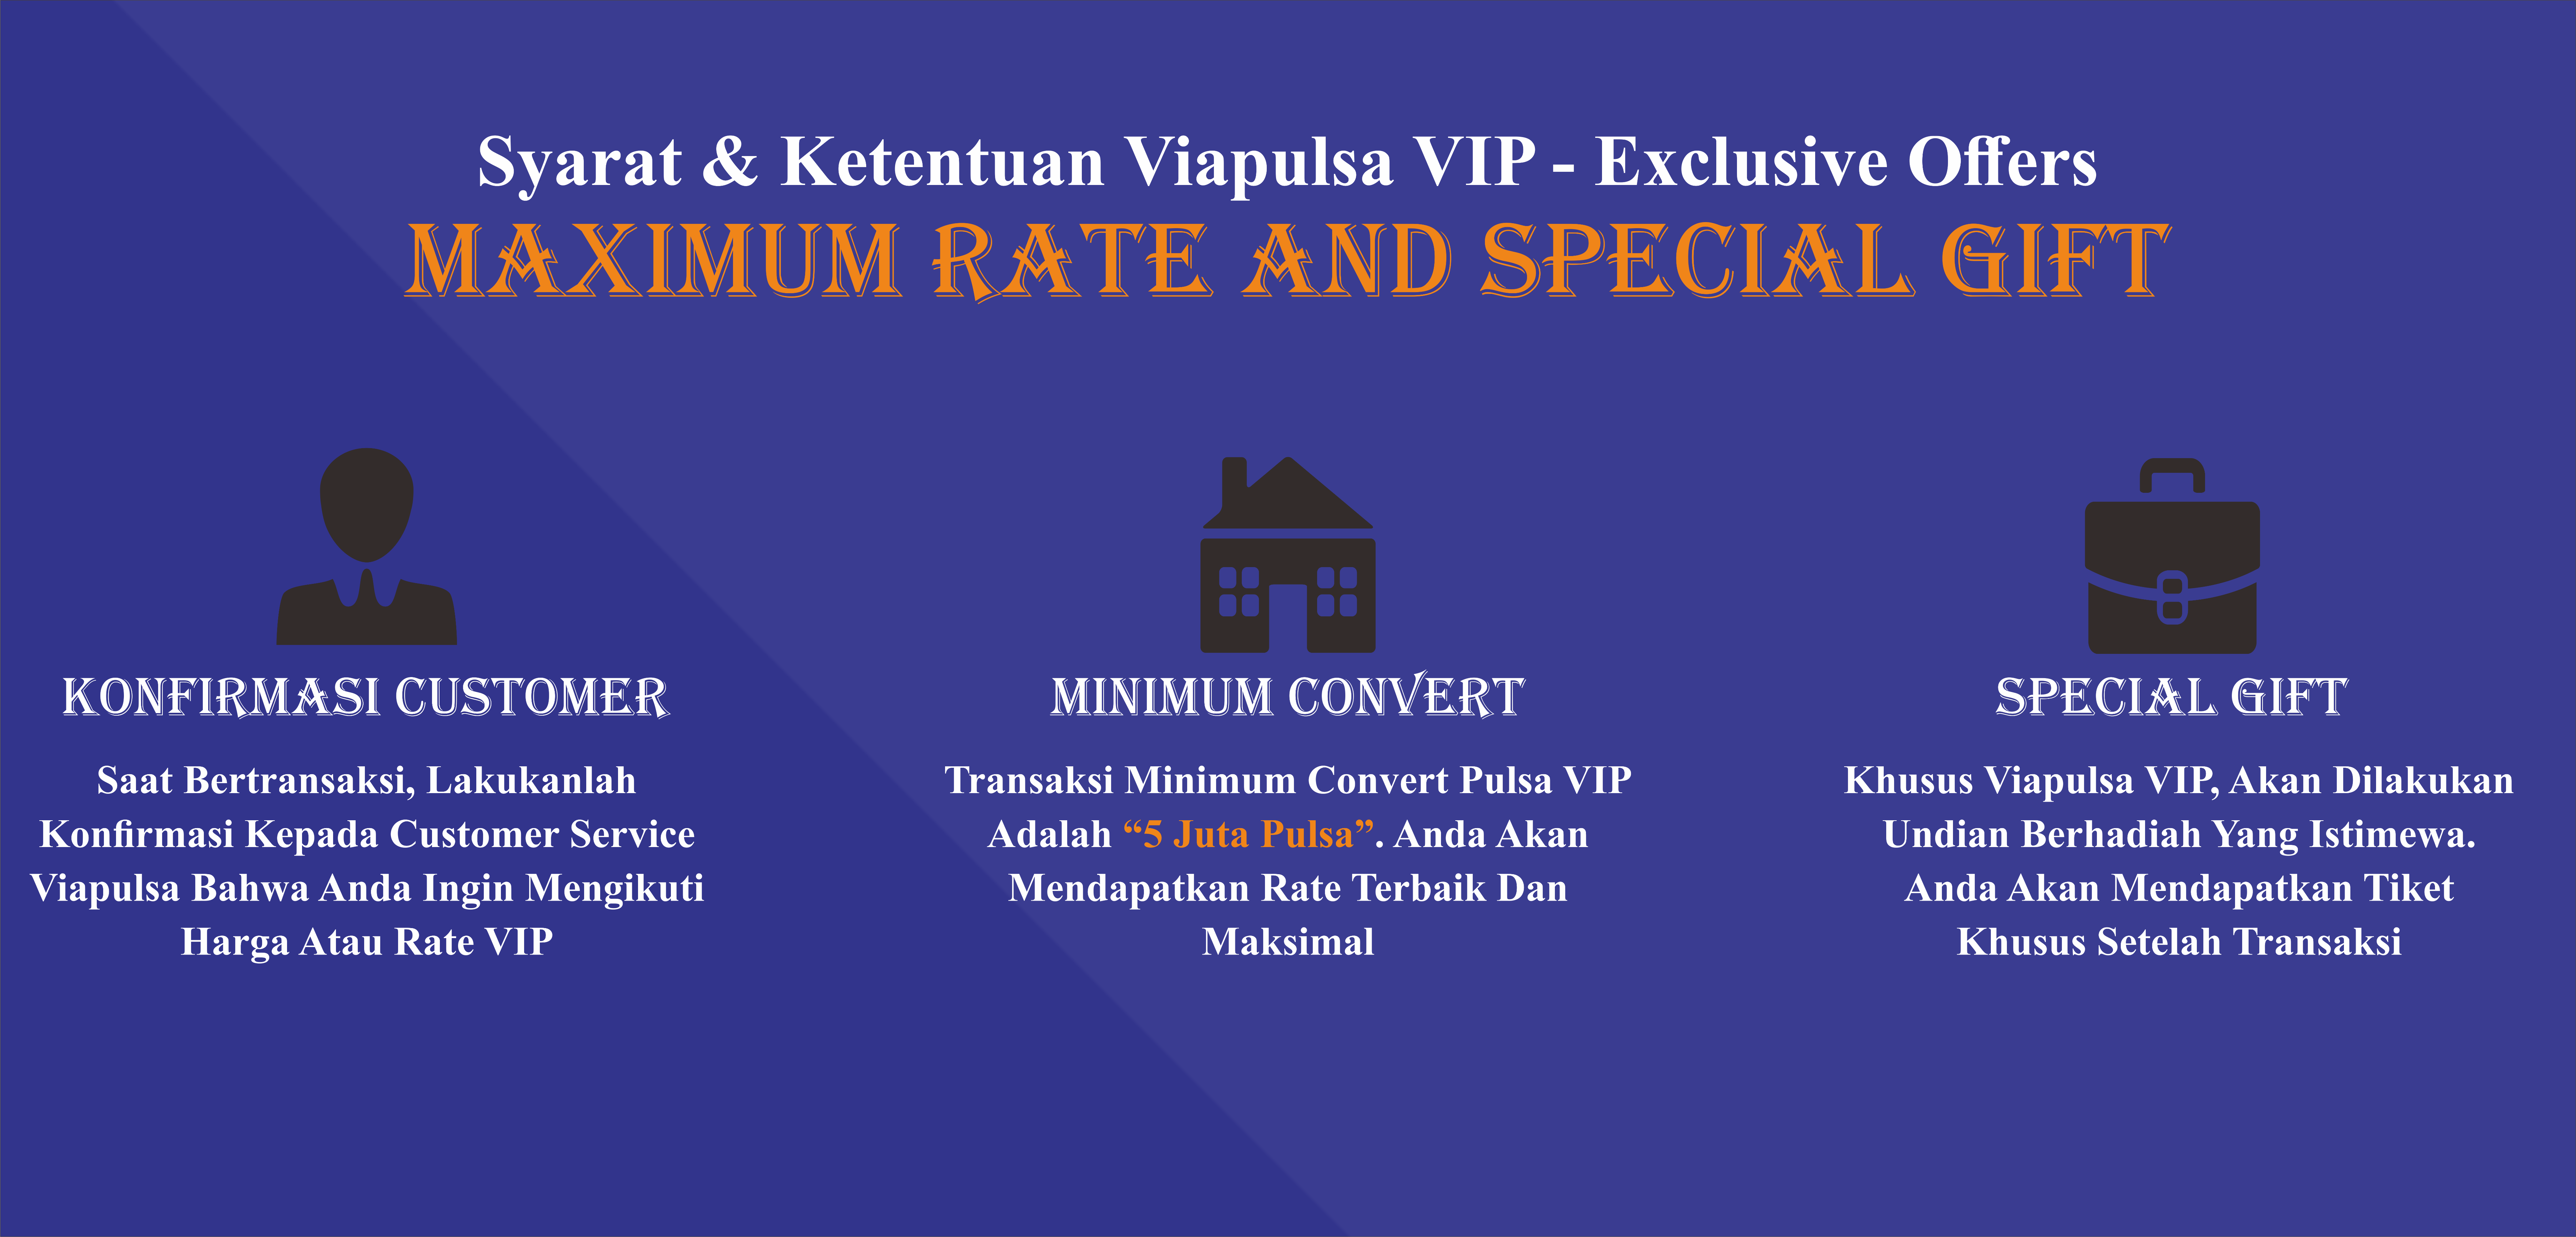 Syarat & Ketentuan Viapulsa VIP - Exclusive Offers
MAXIMUM RATE AND SPECIAL GIFT
KONFIRMASI CUSTOMER
Saat Bertransaksi, Lakukanlah
Konfirmasi Kepada Customer Service
Viapulsa Bahwa Anda Ingin Mengikuti
Harga Atau Rate VIP
MINIMUM CONVERT
Transaksi Minimum Convert Pulsa VIP
Adalah “5 Juta Pulsa”. Anda Akan
Mendapatkan Rate Terbaik Dan
Maksimal
SPECIAL GIFT
Khusus Viapulsa VIP, Akan Dilakukan
Undian Berhadiah Yang Istimewa.
Anda Akan Mendapatkan Tiket
Khusus Setelah Transaksi